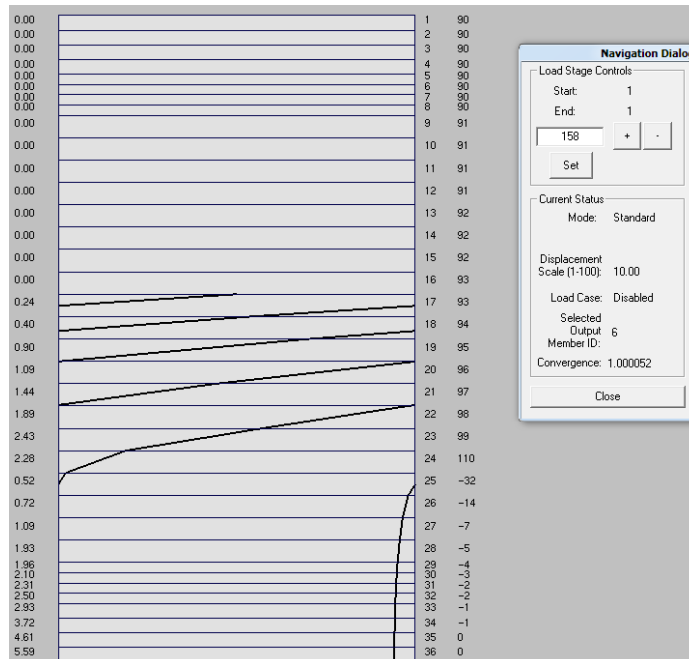 0.00 1 90
0.00 2 90
0.00 3 90
0.00 4 90
0.00 5 90
0.00 6 90
0.00 7 90
0.00 8 90
0.00 9 91
0.00 10 91
0.00 11 91
0.00 12 91
0.00 13 92
0.00 14 92
0.00 15 92
0.00 16 93
0.24 17 93
0.40 18 94
0.90 19 95
1.09 20 96
1.44 21 97
1.89 22 98
2.43 23 99
2.28 24 110
0.52 25 -32
0.72 26 -14
1.09 27 -7
1.93 28 -5
1.96 29 -4
2.10 30 -3
2.31 31 -2
2.50 32 -2
2.93 33 -1
3.72 34 -1
4.61 35 0
5.59 36 0
Navigation Dialo
Load Stage Controls
Start: 1
End: 1
158 + -
Set
Current Status
Mode: Standard
Displacement
Scale (1-100): 10.00
Load Case: Disabled
Selected
Output 6
Member ID:
Convergence: 1.000052
Close